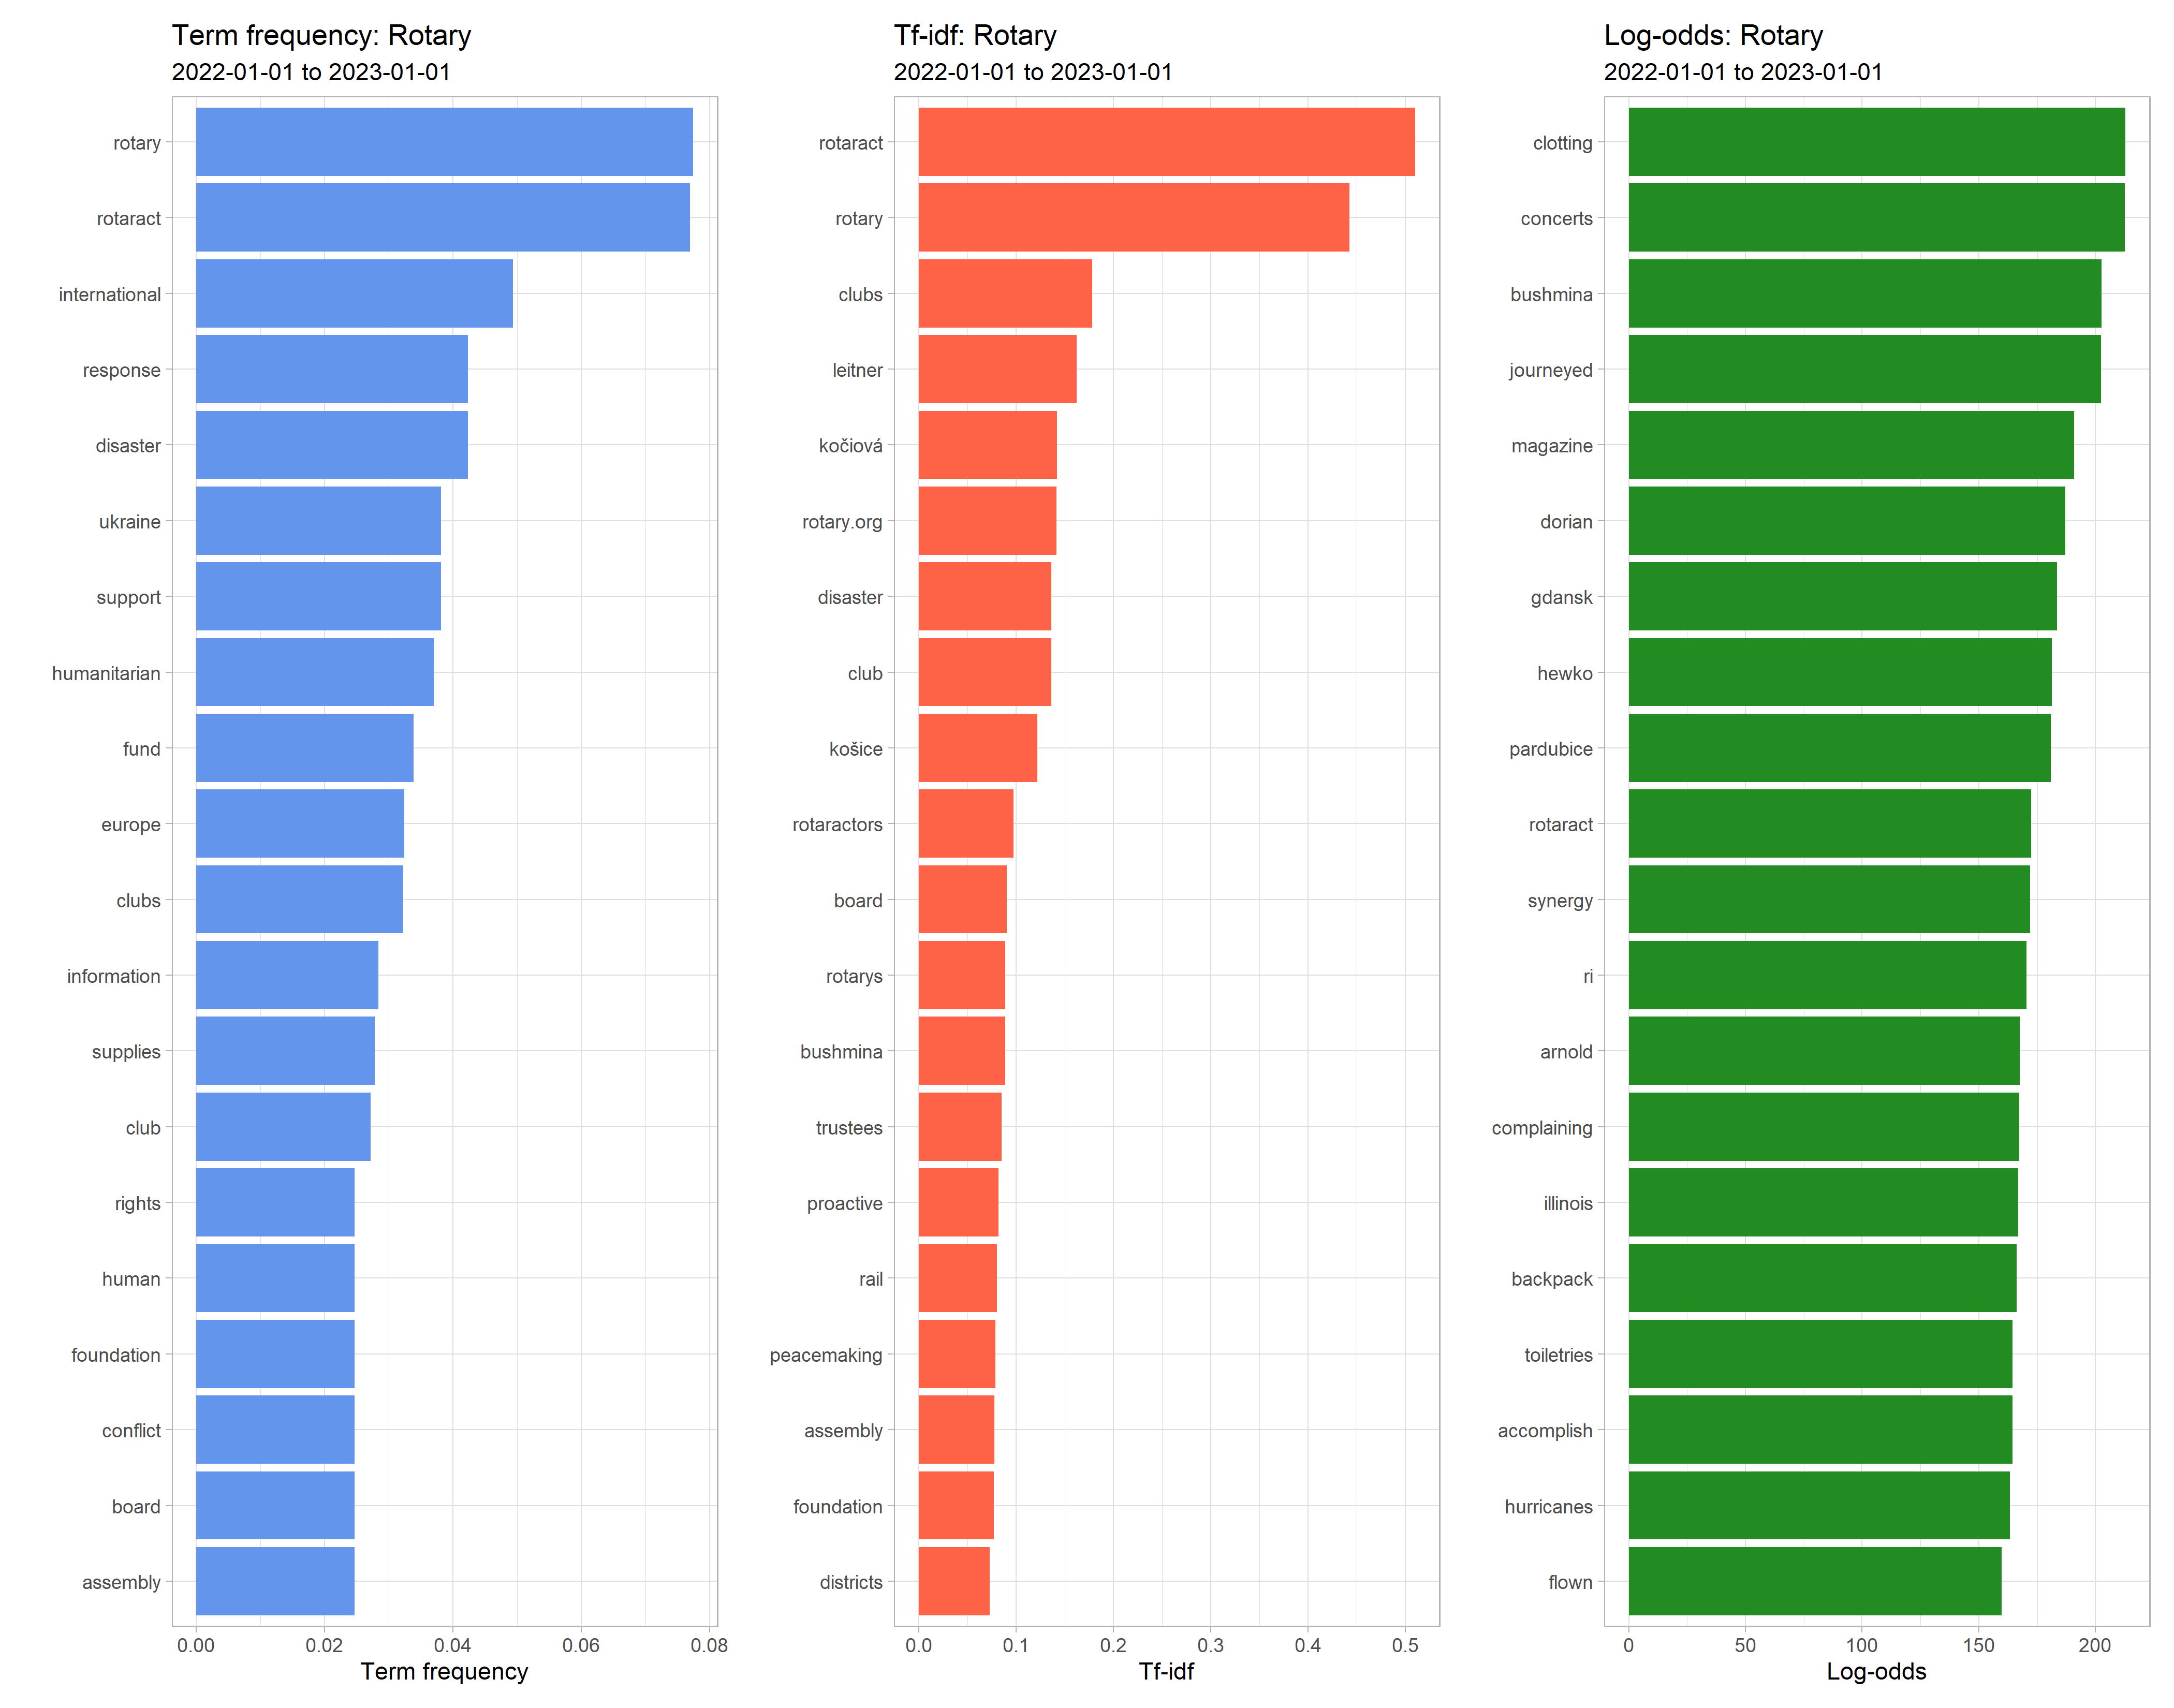 Term frequency: Rotary
2022-01-01 to 2023-01-01
rotary
rotaract
international
response
disaster
ukraine
support
humanitarian
fund
europe
clubs
information
supplies
club
rights
human
foundation
conflict
board
assembly
0.00 0.02 0.04 0.06 0.08
Term frequency
Tf-idf: Rotary
2022-01-01 to 2023-01-01
rotaract
rotary
clubs
leitner
kočiová
rotary.org
disaster
club
košice
rotaractors
board
rotarys
bushmina
trustees
proactive
rail
peacemaking
assembly
foundation
districts
0.0 0.1 0.2 0.3 0.4 0.5
Tf-idf
Log-odds: Rotary
2022-01-01 to 2023-01-01
clotting
concerts
bushmina
journeyed
magazine
dorian
gdansk
hewko
pardubice
rotaract
synergy
ri
arnold
complaining
illinois
backpack
toiletries
accomplish
hurricanes
flown
0 50 100 150 200
Log-odds